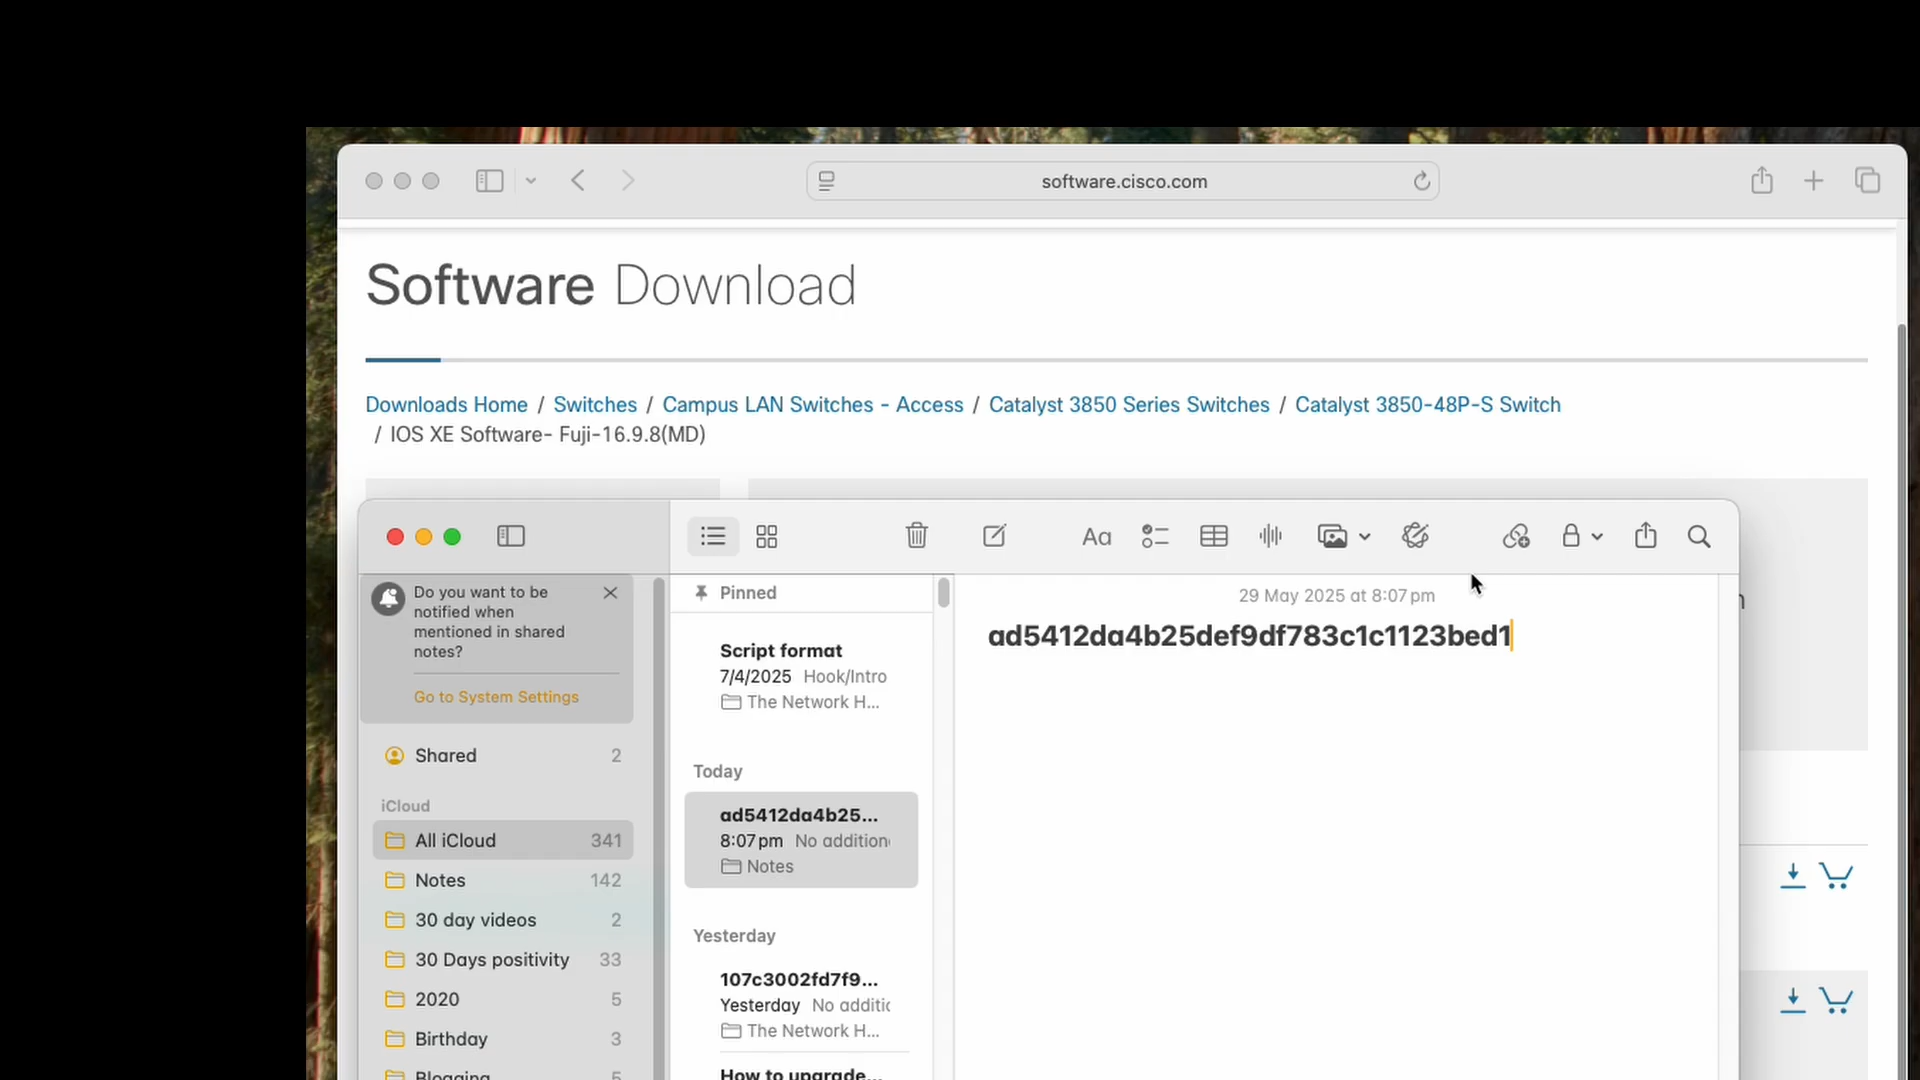 software.cisco.com
Software Download
Downloads Home / Switches / Campus LAN Switches - Access / Catalyst 3850 Series Switches / Catalyst 3850-48P-S Switch
/ IOS XE Software- Fuji-16.9.8(MD)
Aa
Do you want to be
notified when
mentioned in shared
notes?
Go to System Settings
Shared 2
iCloud
All iCloud 341
Notes 142
30 day videos 2
30 Days positivity 33
2020 5
Birthday 3
Blogging 5
Pinned
Script format
7/4/2025 Hook/Intro
The Network H...
Today
ad5412da4b25...
8:07pm No addition
Notes
Yesterday
107c3002fd7f9...
Yesterday No additic
The Network H...
How to upgrade...
29 May 2025 at 8:07pm
ad5412da4b25def9df783c1c1123bed1